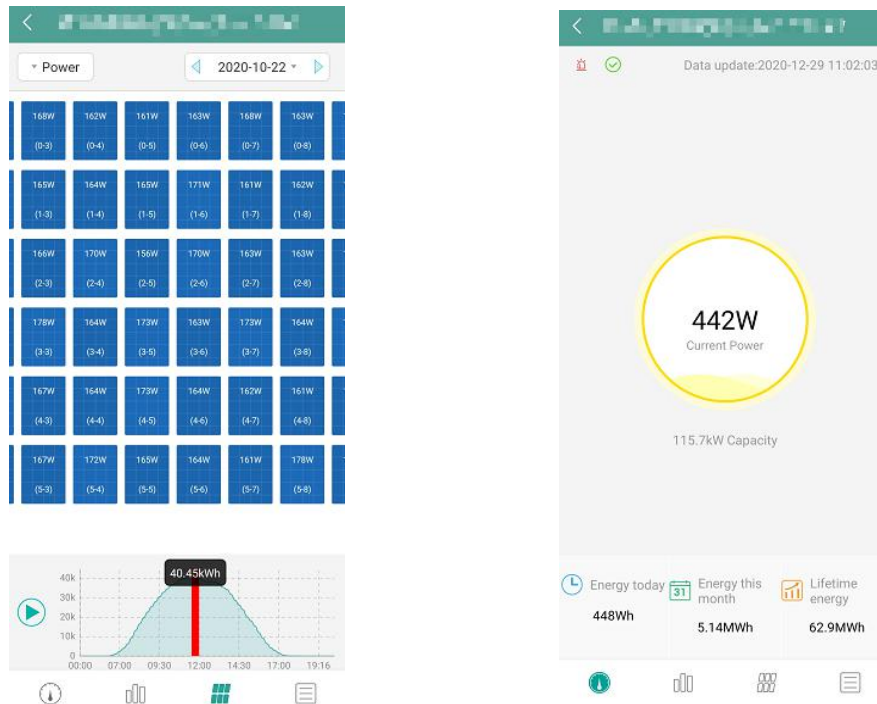 Power
2020-10-22
168W 162W 161W 163W 168W 163W
(0-3) (0-4) (0-5) (0-6) (0-7) (0-8)
165W 164W 165W 171W 161W 162W
(1-3) (1-4) (1-5) (1-6) (1-7) (1-8)
166W 170W 156W 170W 163W 163W
(2-3) (2-4) (2-5) (2-6) (2-7) (2-8)
178W 164W 173W 163W 173W 164W
(3-3) (3-4) (3-5) (3-6) (3-7) (3-8)
167W 164W 173W 164W 162W 161W
(4-3) (4-4) (4-5) (4-6) (4-7) (4-8)
167W 172W 165W 164W 161W 178W
(5-3) (5-4) (5-5) (5-6) (5-7) (5-8)
40.45kWh
40k
30k
20k
10k
0
00:00 07:00 09:30 12:00 14:30 17:00 19:16
Data update:2020-12-29 11:02:03
442W
Current Power
115.7kW Capacity
Energy today
448Wh
31
Energy this
month
5.14MWh
Lifetime
energy
62.9MWh